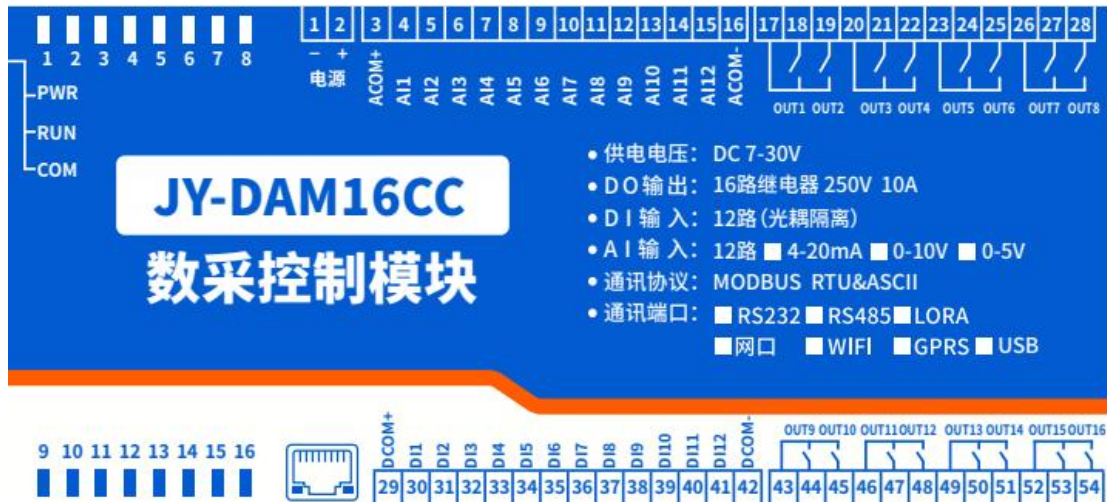 1 2 3 4 5 6 7 8 9 10 11 12 13 14 15 16 17 18 19 20 21 22 23 24 25 26 27 28
1 2 3 4 5 6 7 8
− +
电源
ACOM+ AI1 AI2 AI3 AI4 AI5 AI6 AI7 AI8 AI9 AI10 AI11 AI12 ACOM-
OUT1 OUT2 OUT3 OUT4 OUT5 OUT6 OUT7 OUT8
PWR
RUN
COM
JY-DAM16CC
数采控制模块
• 供电电压: DC 7-30V
• DO输出: 16路继电器 250V 10A
• DI输入: 12路(光耦隔离)
• AI输入: 12路 4-20mA 0-10V 0-5V
• 通讯协议: MODBUS RTU&ASCII
• 通讯端口: RS232 RS485 LORA
网口 WIFI GPRS USB
9 10 11 12 13 14 15 16
DCOM+ DI1 DI2 DI3 DI4 DI5 DI6 DI7 DI8 DI9 DI10 DI11 DI12 DCOM-
OUT9 OUT10 OUT11 OUT12 OUT13 OUT14 OUT15 OUT16
29 30 31 32 33 34 35 36 37 38 39 40 41 42 43 44 45 46 47 48 49 50 51 52 53 54